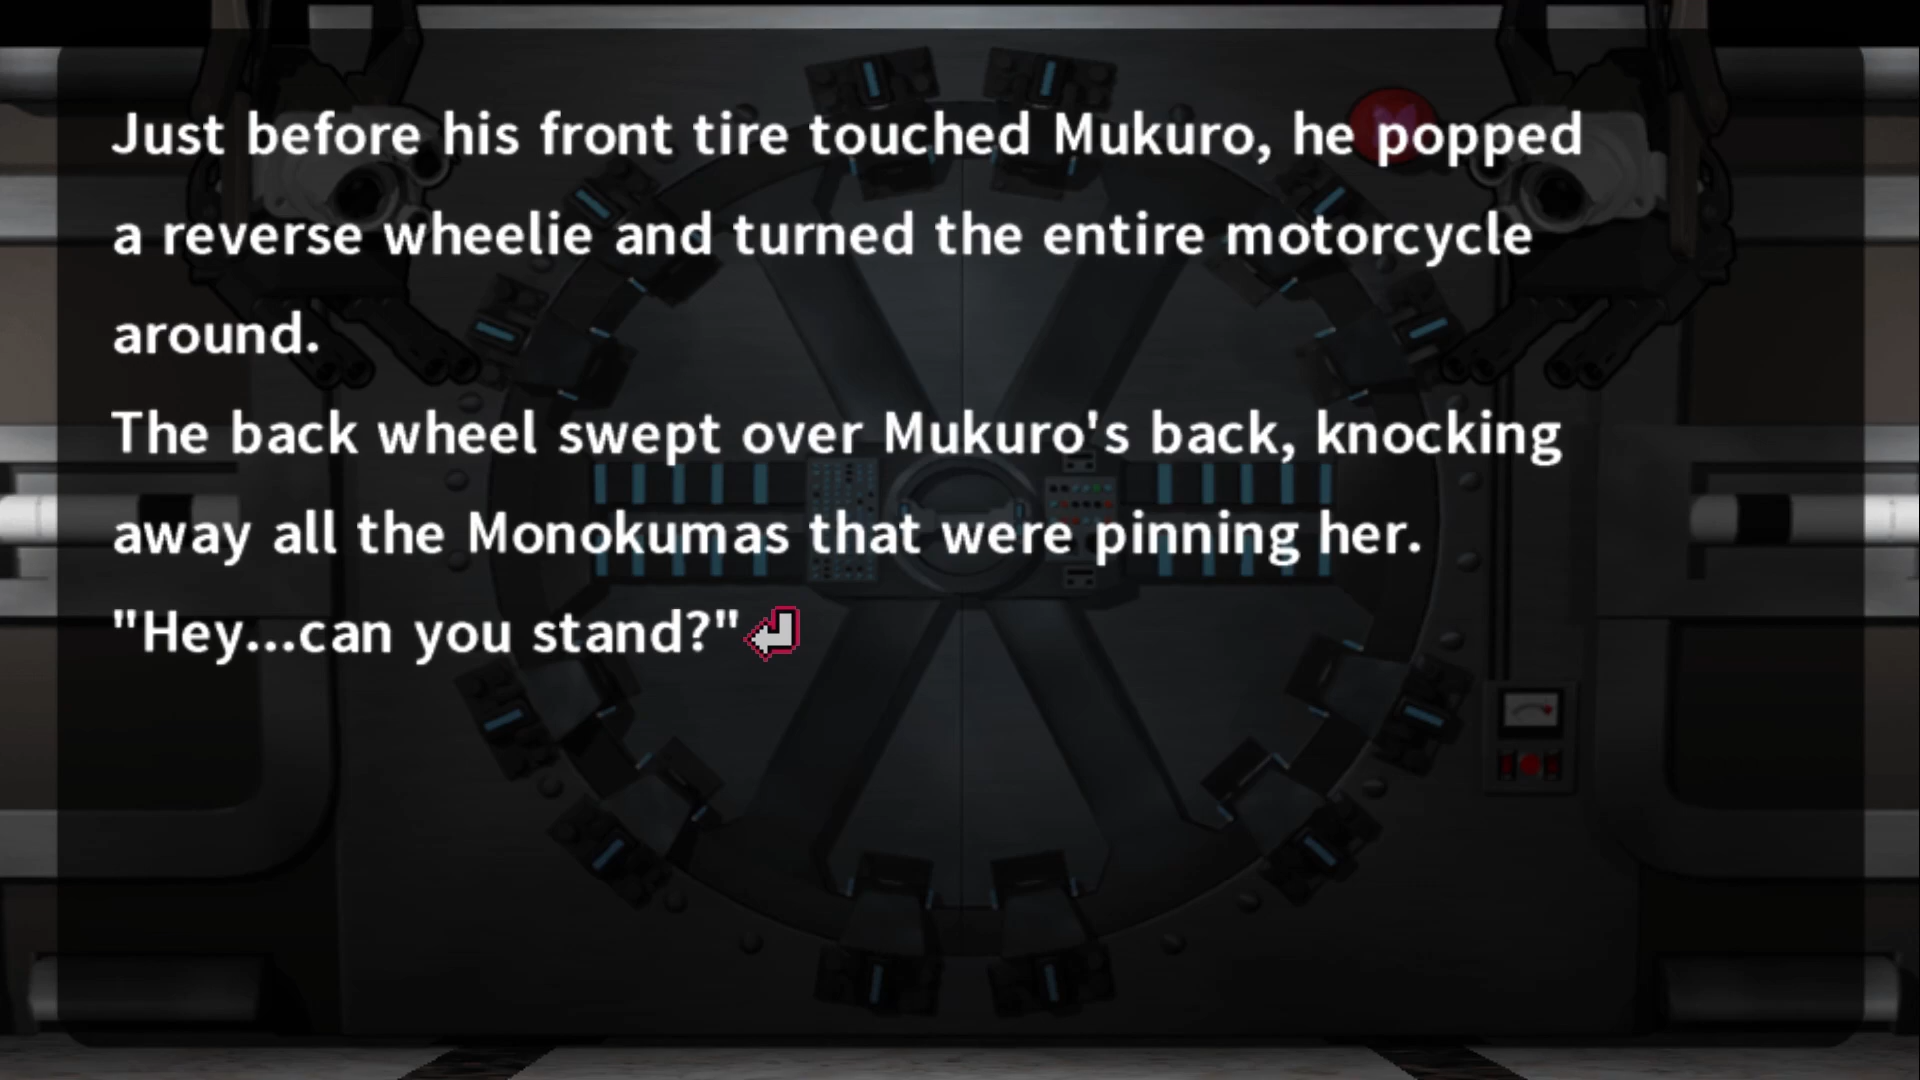 Just before his front tire touched Mukuro, he popped
a reverse wheelie and turned the entire motorcycle
around.
The back wheel swept over Mukuro's back, knocking
away all the Monokumas that were pinning her.
"Hey...can you stand?"